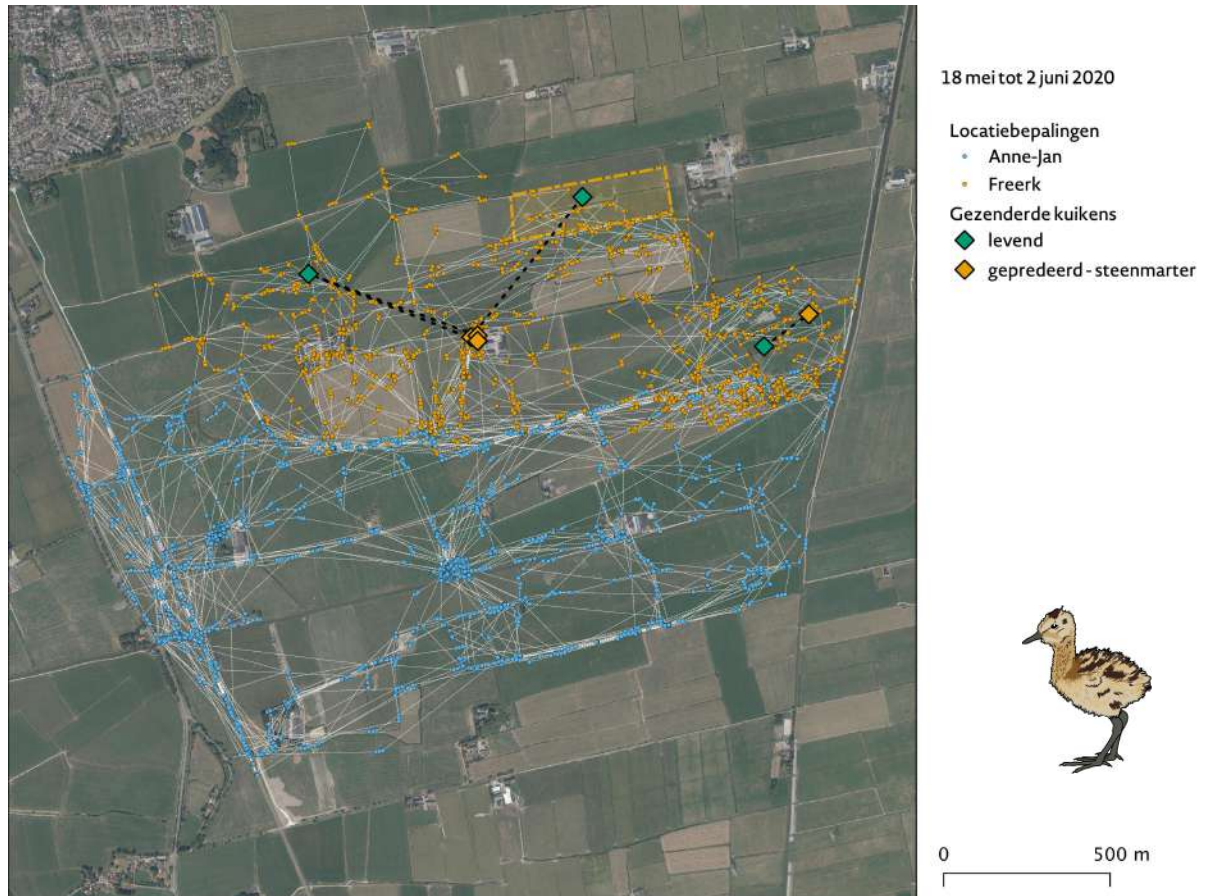 18 mei tot 2 juni 2020
Locatiebepalingen
Anne-Jan
Freerk
Gezenderde kuikens
levend
gepredeerd - steenmarter
0 500 m